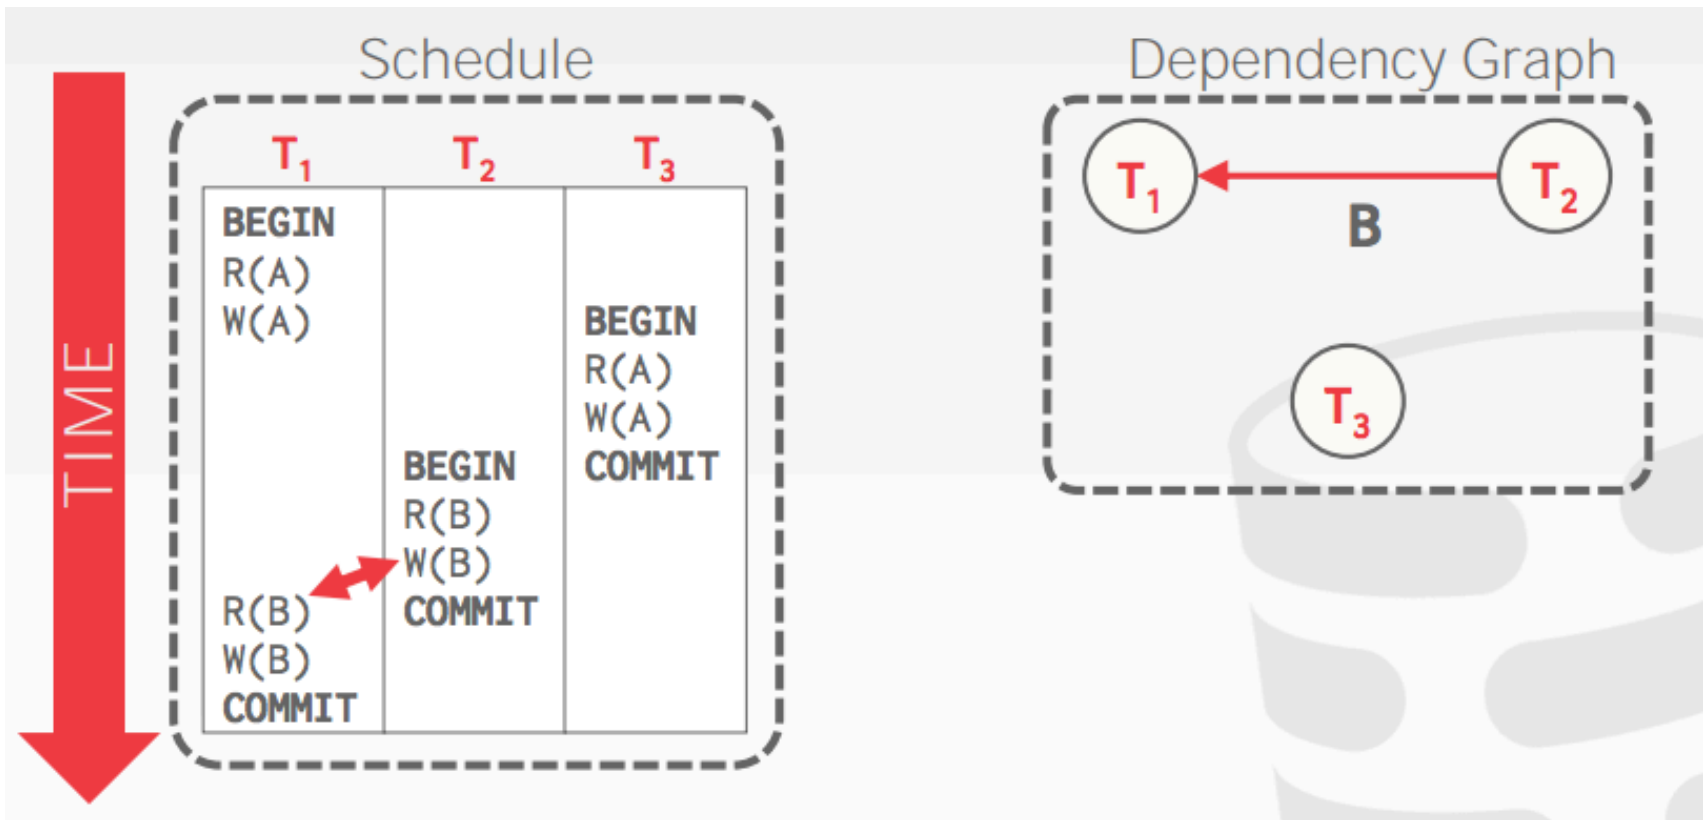 Schedule
Dependency Graph
TIME
T1 T2 T3
BEGIN
R(A)
W(A)
R(B)
W(B)
COMMIT
BEGIN
R(B)
W(B)
COMMIT
BEGIN
R(A)
W(A)
COMMIT
T1
T2
B
T3